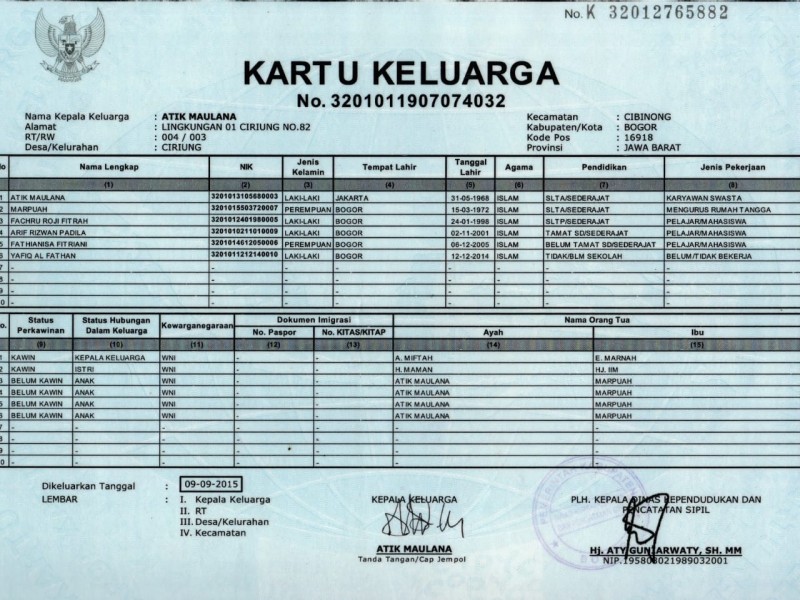 No. K 32012765882
KARTU KELUARGA
No. 3201011907074032
Nama Kepala Keluarga : ATIK MAULANA
Alamat : LINGKUNGAN 01 CIRIUNG NO.82
RT/RW : 004 / 003
Desa/Kelurahan : CIRIUNG
Kecamatan : CIBINONG
Kabupaten/Kota : BOGOR
Kode Pos : 16918
Provinsi : JAWA BARAT
No Nama Lengkap NIK Jenis Kelamin Tempat Lahir Tanggal Lahir Agama Pendidikan Jenis Pekerjaan
(1) (2) (3) (4) (5) (6) (7) (8)
1 ATIK MAULANA 3201013105680003 LAKI-LAKI JAKARTA 31-05-1968 ISLAM SLTA/SEDERAJAT KARYAWAN SWASTA
2 MARPUAH 3201015503720007 PEREMPUAN BOGOR 15-03-1972 ISLAM SLTA/SEDERAJAT MENGURUS RUMAH TANGGA
3 FACHRU ROJI FITRAH 3201012401980005 LAKI-LAKI BOGOR 24-01-1998 ISLAM SLTP/SEDERAJAT PELAJAR/MAHASISWA
4 ARIF RIZWAN PADILA 3201010211010009 LAKI-LAKI BOGOR 02-11-2001 ISLAM TAMAT SD/SEDERAJAT PELAJAR/MAHASISWA
5 FATHIANISA FITRIANI 3201014612050006 PEREMPUAN BOGOR 06-12-2005 ISLAM BELUM TAMAT SD/SEDERAJAT PELAJAR/MAHASISWA
6 YAFIQ AL FATHAN 3201011212140010 LAKI-LAKI BOGOR 12-12-2014 ISLAM TIDAK/BLM SEKOLAH BELUM/TIDAK BEKERJA
7 - - - - - - - -
8 - - - - - - - -
9 - - - - - - - -
0 - - - - - - - -
No. Status Perkawinan Status Hubungan Dalam Keluarga Kewarganegaraan Dokumen Imigrasi Nama Orang Tua
No. Paspor No. KITAS/KITAP Ayah Ibu
(9) (10) (11) (12) (13) (14) (15)
1 KAWIN KEPALA KELUARGA WNI - - A. MIFTAH E. MARNAH
2 KAWIN ISTRI WNI - - H. MAMAN HJ. IIM
3 BELUM KAWIN ANAK WNI - - ATIK MAULANA MARPUAH
4 BELUM KAWIN ANAK WNI - - ATIK MAULANA MARPUAH
5 BELUM KAWIN ANAK WNI - - ATIK MAULANA MARPUAH
6 BELUM KAWIN ANAK WNI - - ATIK MAULANA MARPUAH
7 - - - - - - -
8 - - - - - - -
9 - - - - - - -
0 - - - - - - -
Dikeluarkan Tanggal : 09-09-2015
LEMBAR : I. Kepala Keluarga
II. RT
III. Desa/Kelurahan
IV. Kecamatan
KEPALA KELUARGA
ATIK MAULANA
Tanda Tangan/Cap Jempol
PLH. KEPALA DINAS KEPENDUDUKAN DAN
PENCATATAN SIPIL
Hj. ATY GUNIARWATY, SH. MM
NIP.195808021989032001